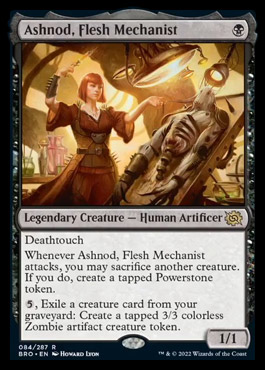 Ashnod, Flesh Mechanist
Legendary Creature — Human Artificer
Deathtouch
Whenever Ashnod, Flesh Mechanist
attacks, you may sacrifice another creature.
If you do, create a tapped Powerstone
token.
5, Exile a creature card from your
graveyard: Create a tapped 3/3 colorless
Zombie artifact creature token.
1/1
084/287 R
BRO • EN Howard Lyon
™ & © 2022 Wizards of the Coast